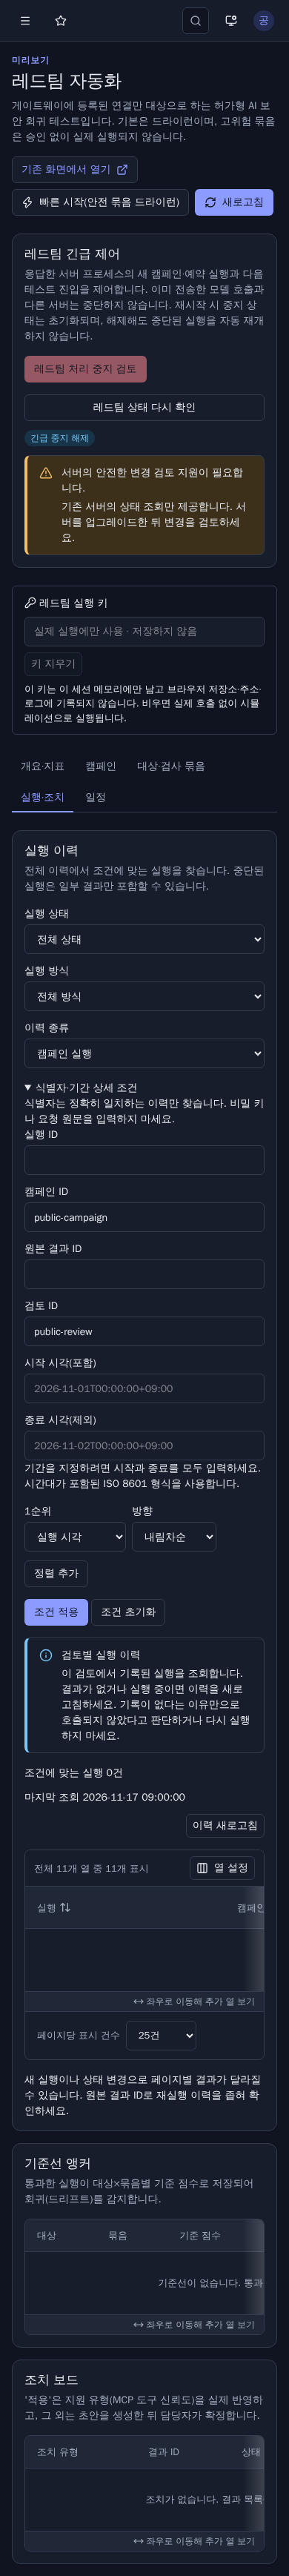 공
미리보기
레드팀 자동화
게이트웨이에 등록된 연결만 대상으로 하는 허가형 AI 보
안 회귀 테스트입니다. 기본은 드라이런이며, 고위험 묶음
은 승인 없이 실제 실행되지 않습니다.
기존 화면에서 열기
빠른 시작(안전 묶음 드라이런)
새로고침
레드팀 긴급 제어
응답한 서버 프로세스의 새 캠페인·예약 실행과 다음
테스트 진입을 제어합니다. 이미 전송한 모델 호출과
다른 서버는 중단하지 않습니다. 재시작 시 중지 상
태는 초기화되며, 해제해도 중단된 실행을 자동 재개
하지 않습니다.
레드팀 처리 중지 검토
레드팀 상태 다시 확인
긴급 중지 해제
서버의 안전한 변경 검토 지원이 필요합니
다.
기존 서버의 상태 조회만 제공합니다. 서
버를 업그레이드한 뒤 변경을 검토하세
요.
레드팀 실행 키
실제 실행에만 사용 · 저장하지 않음
키 지우기
이 키는 이 세션 메모리에만 남고 브라우저 저장소·주소·
로그에 기록되지 않습니다. 비우면 실제 호출 없이 시뮬
레이션으로 실행됩니다.
개요·지표
캠페인
대상·검사 묶음
실행·조치
일정
실행 이력
전체 이력에서 조건에 맞는 실행을 찾습니다. 중단된
실행은 일부 결과만 포함할 수 있습니다.
실행 상태
전체 상태
실행 방식
전체 방식
이력 종류
캠페인 실행
▼ 식별자·기간 상세 조건
식별자는 정확히 일치하는 이력만 찾습니다. 비밀 키
나 요청 원문을 입력하지 마세요.
실행 ID
캠페인 ID
public-campaign
원본 결과 ID
검토 ID
public-review
시작 시각(포함)
2026-11-01T00:00:00+09:00
종료 시각(제외)
2026-11-02T00:00:00+09:00
기간을 지정하려면 시작과 종료를 모두 입력하세요.
시간대가 포함된 ISO 8601 형식을 사용합니다.
1순위
방향
실행 시각
내림차순
정렬 추가
조건 적용
조건 초기화
검토별 실행 이력
이 검토에서 기록된 실행을 조회합니다.
결과가 없거나 실행 중이면 이력을 새로
고침하세요. 기록이 없다는 이유만으로
호출되지 않았다고 판단하거나 다시 실행
하지 마세요.
조건에 맞는 실행 0건
마지막 조회 2026-11-17 09:00:00
이력 새로고침
전체 11개 열 중 11개 표시
열 설정
실행
캠페인
좌우로 이동해 추가 열 보기
페이지당 표시 건수
25건
새 실행이나 상태 변경으로 페이지별 결과가 달라질
수 있습니다. 원본 결과 ID로 재실행 이력을 좁혀 확
인하세요.
기준선 앵커
통과한 실행이 대상×묶음별 기준 점수로 저장되어
회귀(드리프트)를 감지합니다.
대상
묶음
기준 점수
기준선이 없습니다. 통과
좌우로 이동해 추가 열 보기
조치 보드
'적용'은 지원 유형(MCP 도구 신뢰도)을 실제 반영하
고, 그 외는 초안을 생성한 뒤 담당자가 확정합니다.
조치 유형
결과 ID
상태
조치가 없습니다. 결과 목록
좌우로 이동해 추가 열 보기